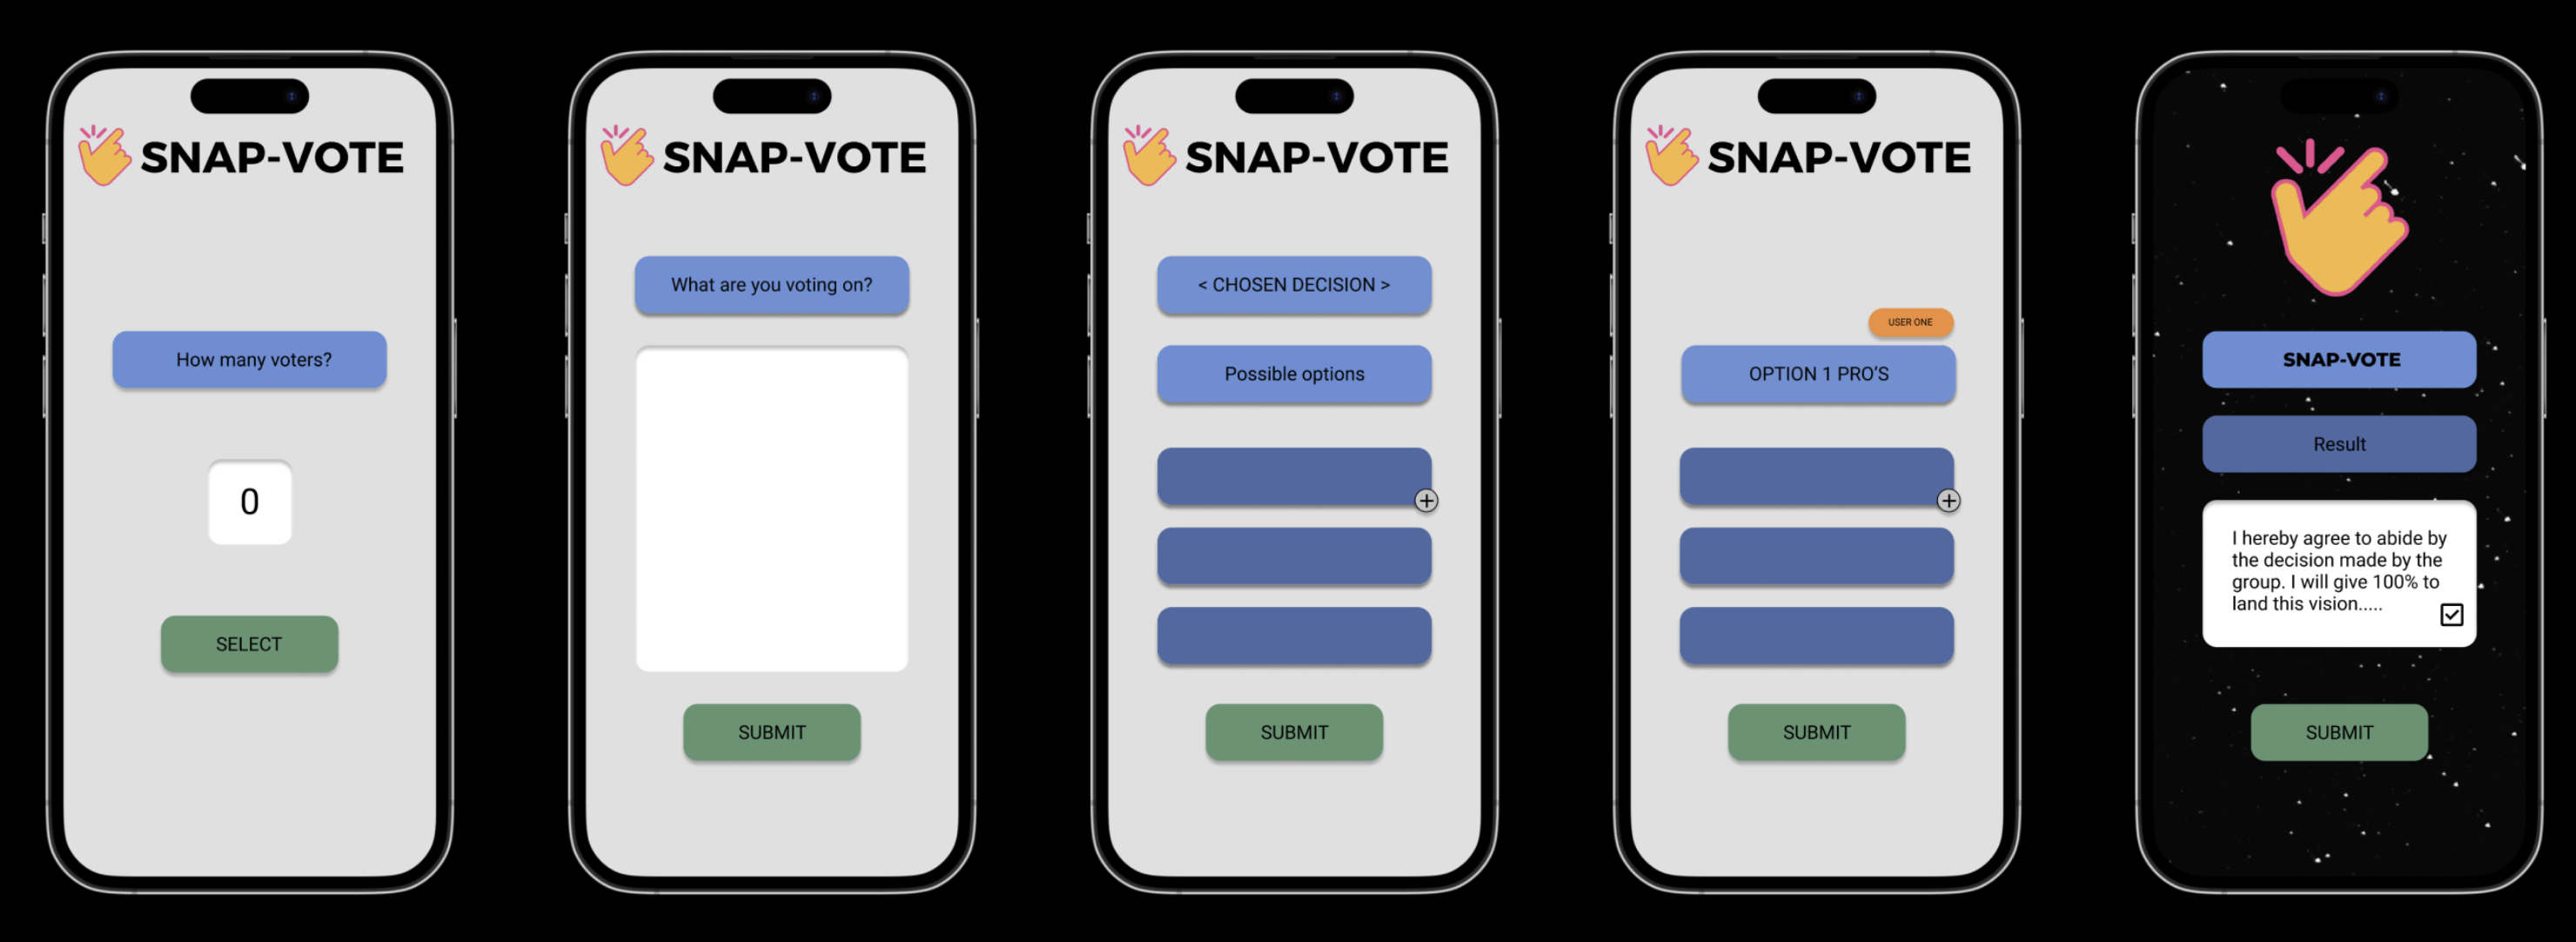 SNAP-VOTE
How many voters?
0
SELECT
SNAP-VOTE
What are you voting on?
SUBMIT
SNAP-VOTE
< CHOSEN DECISION >
Possible options
SUBMIT
SNAP-VOTE
USER ONE
OPTION 1 PRO'S
SUBMIT
SNAP-VOTE
Result
I hereby agree to abide by
the decision made by the
group. I will give 100% to
land this vision.....
SUBMIT